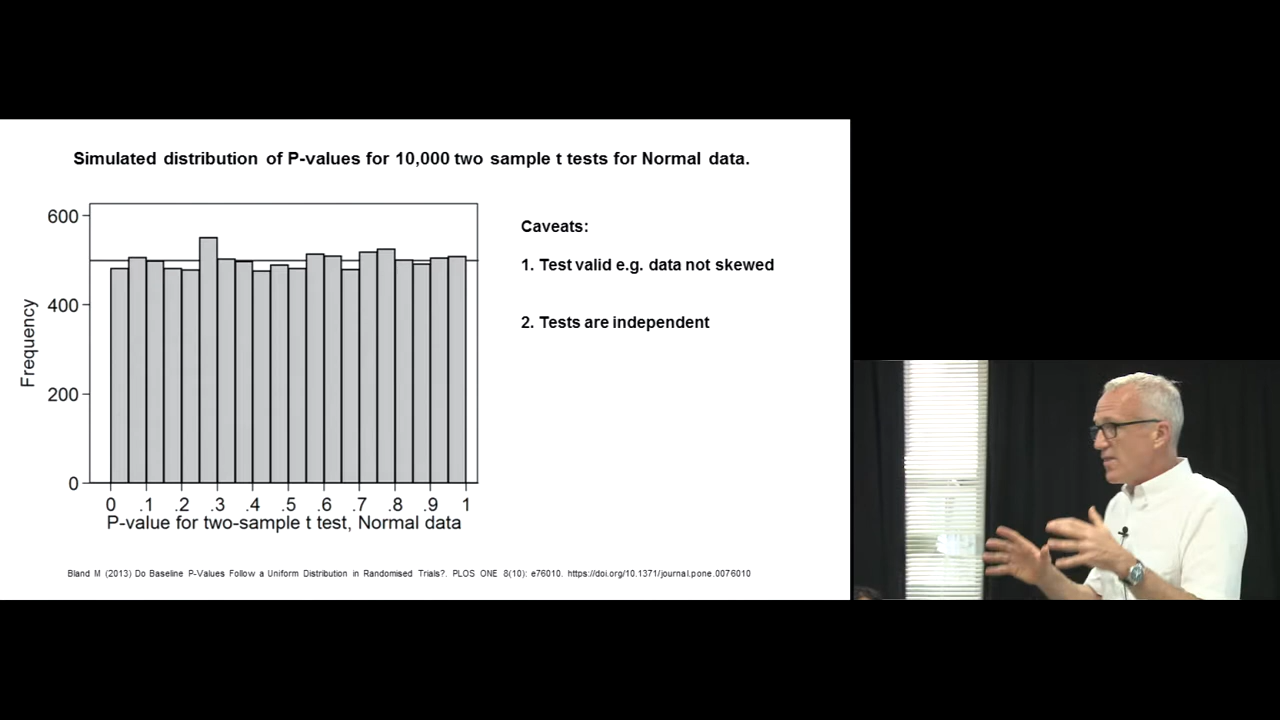 Simulated distribution of P-values for 10,000 two sample t tests for Normal data.
600
400
200
0
Frequency
0 .1 .2 .3 .4 .5 .6 .7 .8 .9 1
P-value for two-sample t test, Normal data
Caveats:
1. Test valid e.g. data not skewed
2. Tests are independent
Bland M (2013) Do Baseline P-Values Follow a Uniform Distribution in Randomised Trials?. PLOS ONE 8(10): e76010. https://doi.org/10.1371/journal.pone.0076010